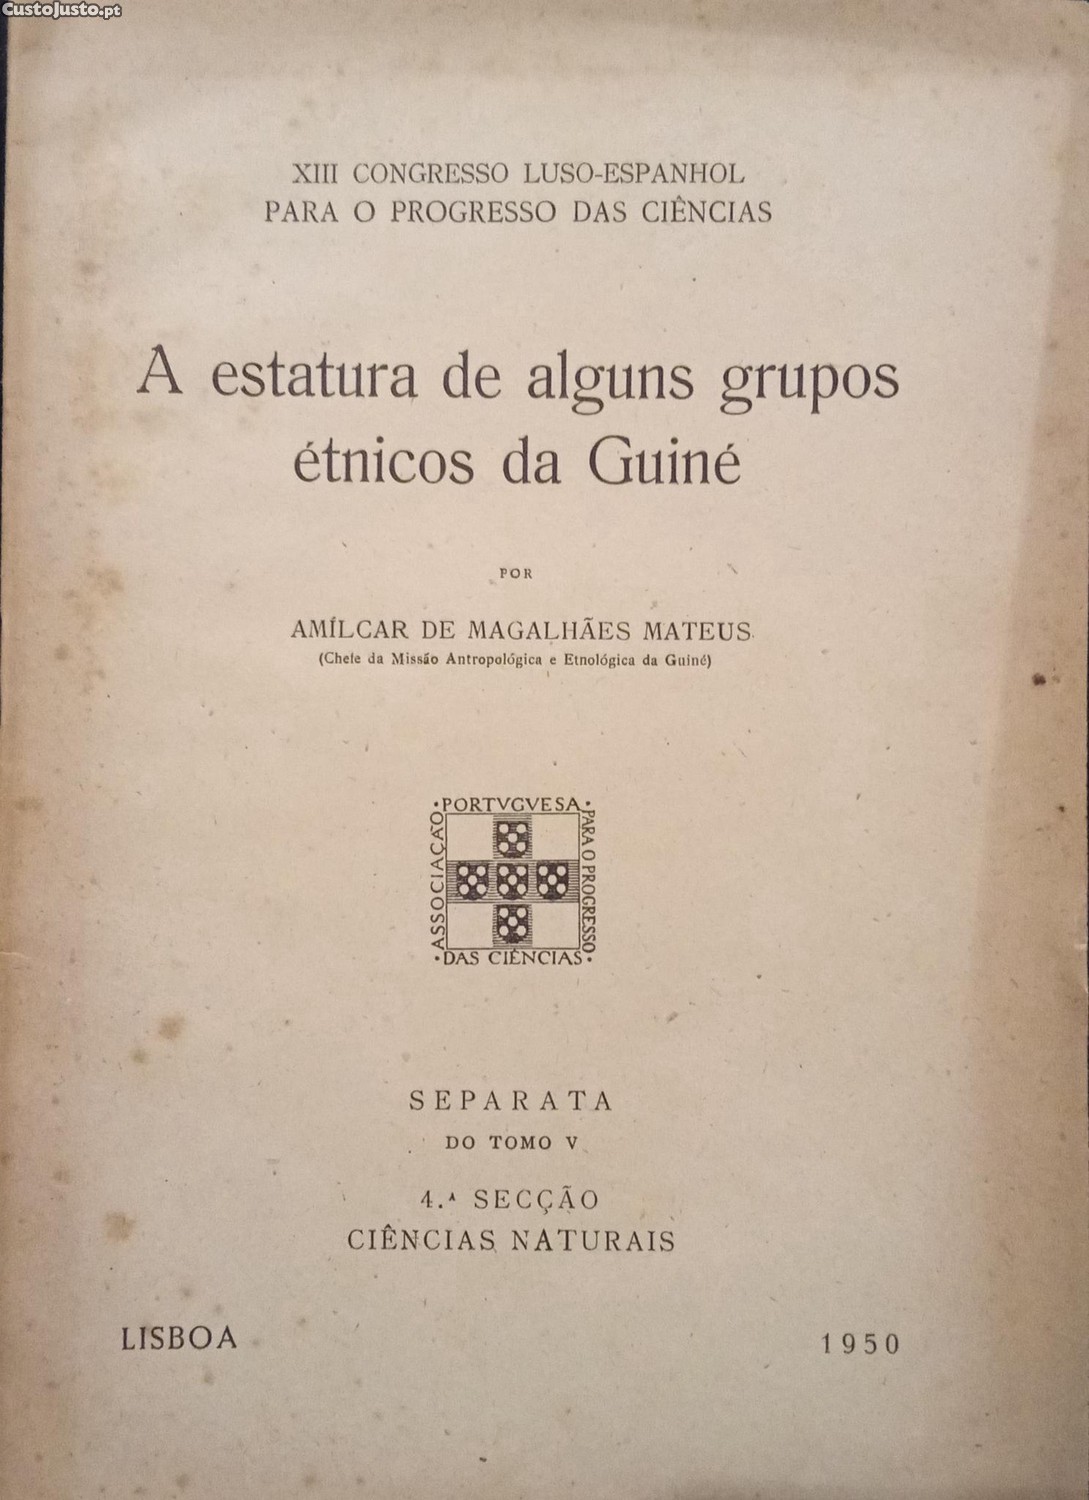 CustoJusto.pt
XIII CONGRESSO LUSO-ESPANHOL
PARA O PROGRESSO DAS CIÊNCIAS
A estatura de alguns grupos
étnicos da Guiné
POR
AMÍLCAR DE MAGALHÃES MATEUS
(Chefe da Missão Antropológica e Etnológica da Guiné)
ASSOCIAÇÃO
•PORTVGVESA•
PARA O PROGRESSO
•DAS CIÊNCIAS•
SEPARATA
DO TOMO V
4.ᴬ SECÇÃO
CIÊNCIAS NATURAIS
LISBOA
1950